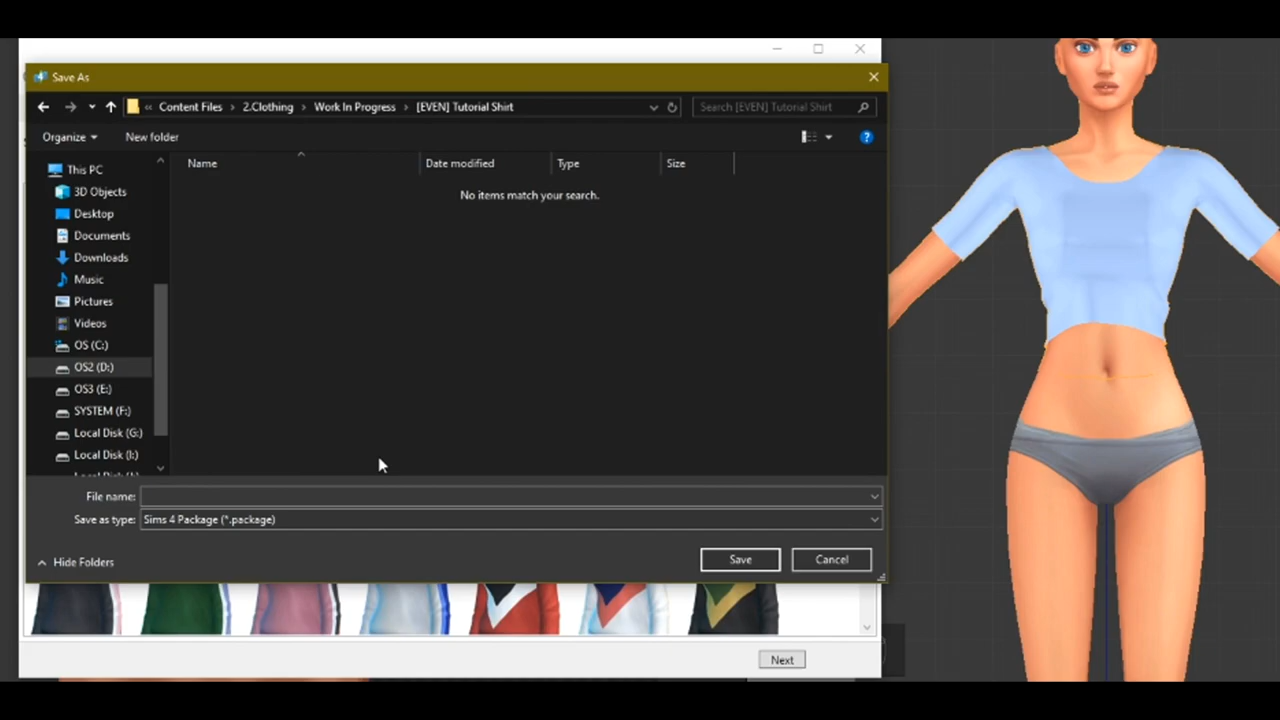 Save As
« Content Files > 2.Clothing > Work In Progress > [EVEN] Tutorial Shirt
Search [EVEN] Tutorial Shirt
Organize
New folder
?
Name
Date modified
Type
Size
No items match your search.
This PC
3D Objects
Desktop
Documents
Downloads
Music
Pictures
Videos
OS (C:)
OS2 (D:)
OS3 (E:)
SYSTEM (F:)
Local Disk (G:)
Local Disk (I:)
File name:
Save as type: Sims 4 Package (*.package)
Hide Folders
Save
Cancel
Next